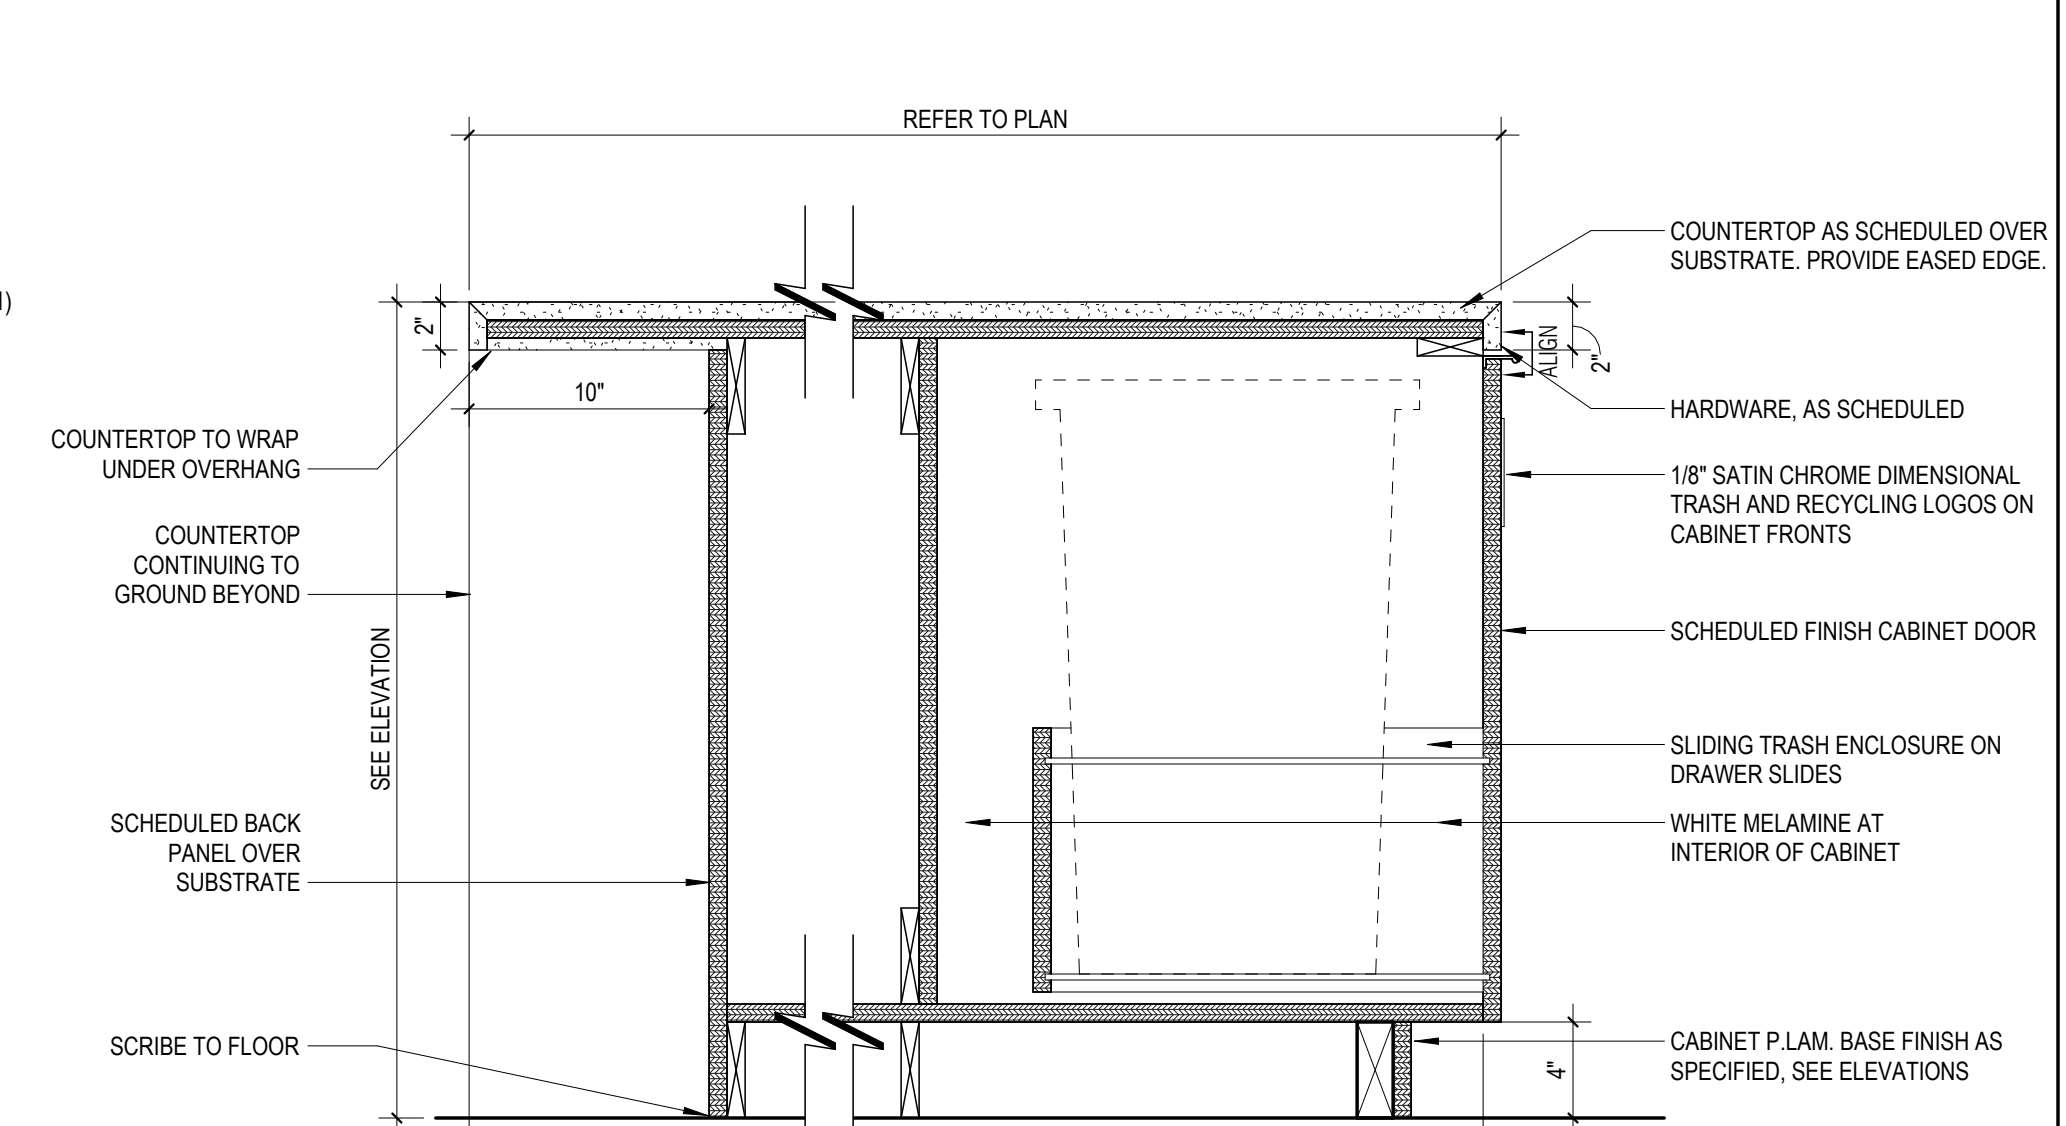 REFER TO PLAN
COUNTERTOP AS SCHEDULED OVER
SUBSTRATE. PROVIDE EASED EDGE.
2"
ALIGN
2"
10"
HARDWARE, AS SCHEDULED
COUNTERTOP TO WRAP
UNDER OVERHANG
1/8" SATIN CHROME DIMENSIONAL
TRASH AND RECYCLING LOGOS ON
CABINET FRONTS
COUNTERTOP
CONTINUING TO
GROUND BEYOND
SCHEDULED FINISH CABINET DOOR
SEE ELEVATION
SLIDING TRASH ENCLOSURE ON
DRAWER SLIDES
SCHEDULED BACK
PANEL OVER
SUBSTRATE
WHITE MELAMINE AT
INTERIOR OF CABINET
SCRIBE TO FLOOR
CABINET P.LAM. BASE FINISH AS
SPECIFIED, SEE ELEVATIONS
4"